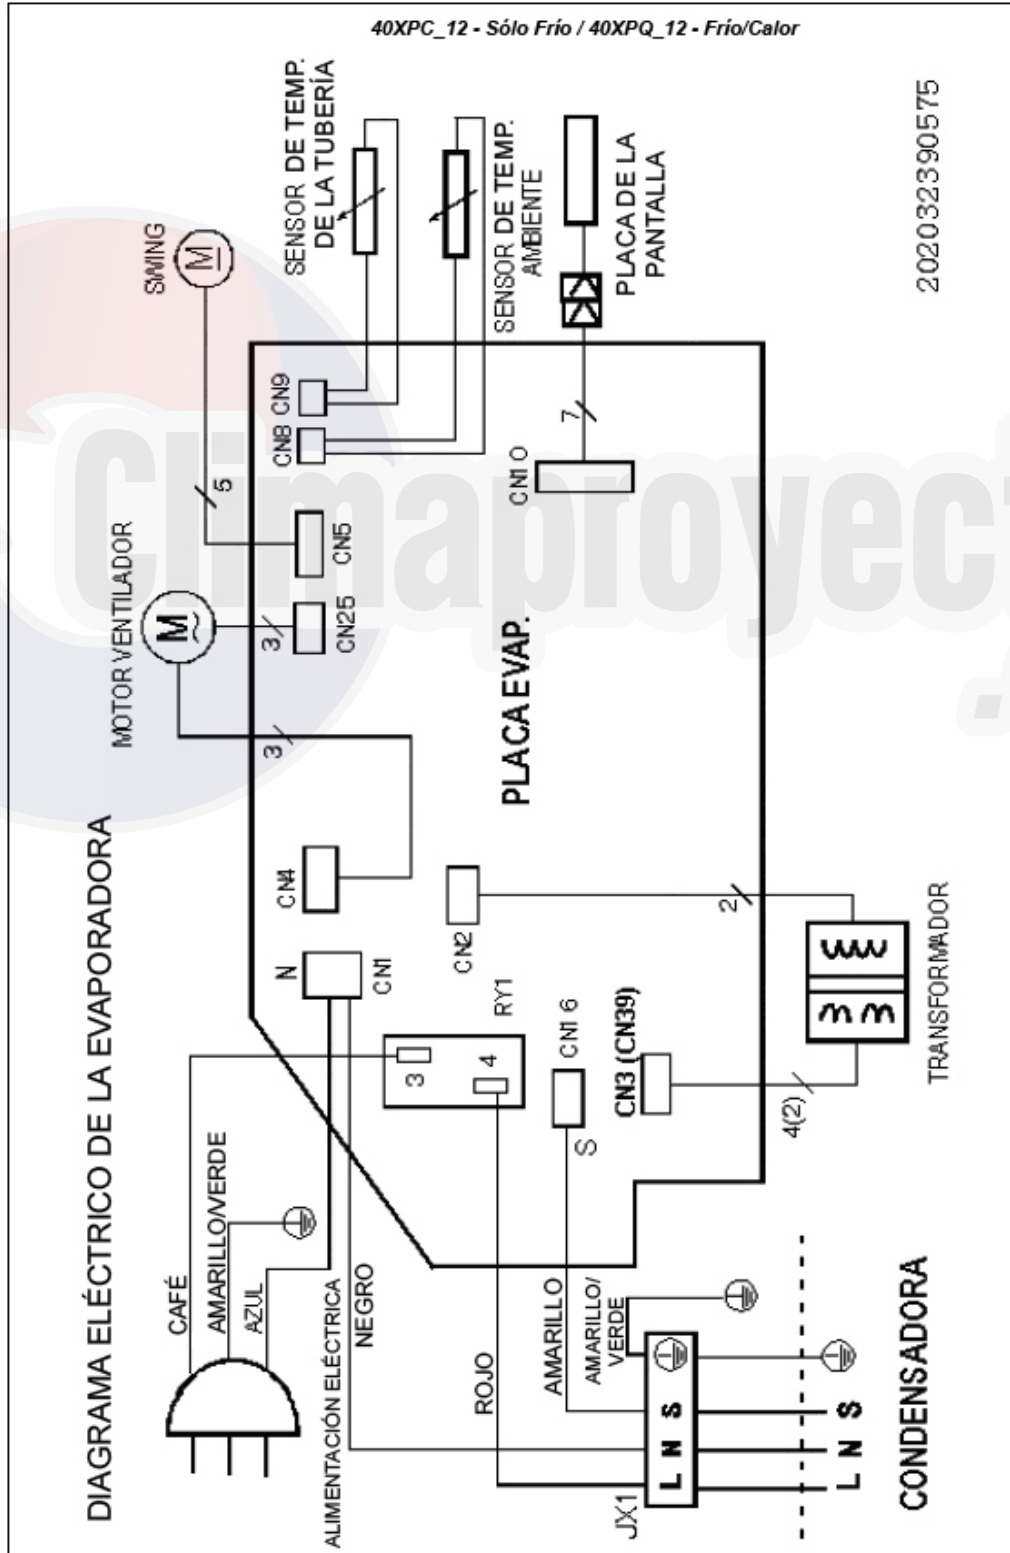 40XPC_12 - Sólo Frío / 40XPQ_12 - Frío/Calor
DIAGRAMA ELÉCTRICO DE LA EVAPORADORA
MOTOR VENTILADOR
SWING
SENSOR DE TEMP.
DE LA TUBERÍA
SENSOR DE TEMP.
AMBIENTE
PLACA DE LA
PANTALLA
202032390575
CAFÉ
AMARILLO/VERDE
AZUL
ALIMENTACIÓN ELÉCTRICA
NEGRO
ROJO
AMARILLO
AMARILLO/
VERDE
M
M
3
3
5
7
2
4(2)
N
CN1
CN4
CN25
CN5
CN8
CN9
CN10
CN2
RY1
3
4
CN16
S
CN3 (CN39)
PLACA EVAP.
TRANSFORMADOR
JX1
L N S
L N S
CONDENSADORA
Climaproyect